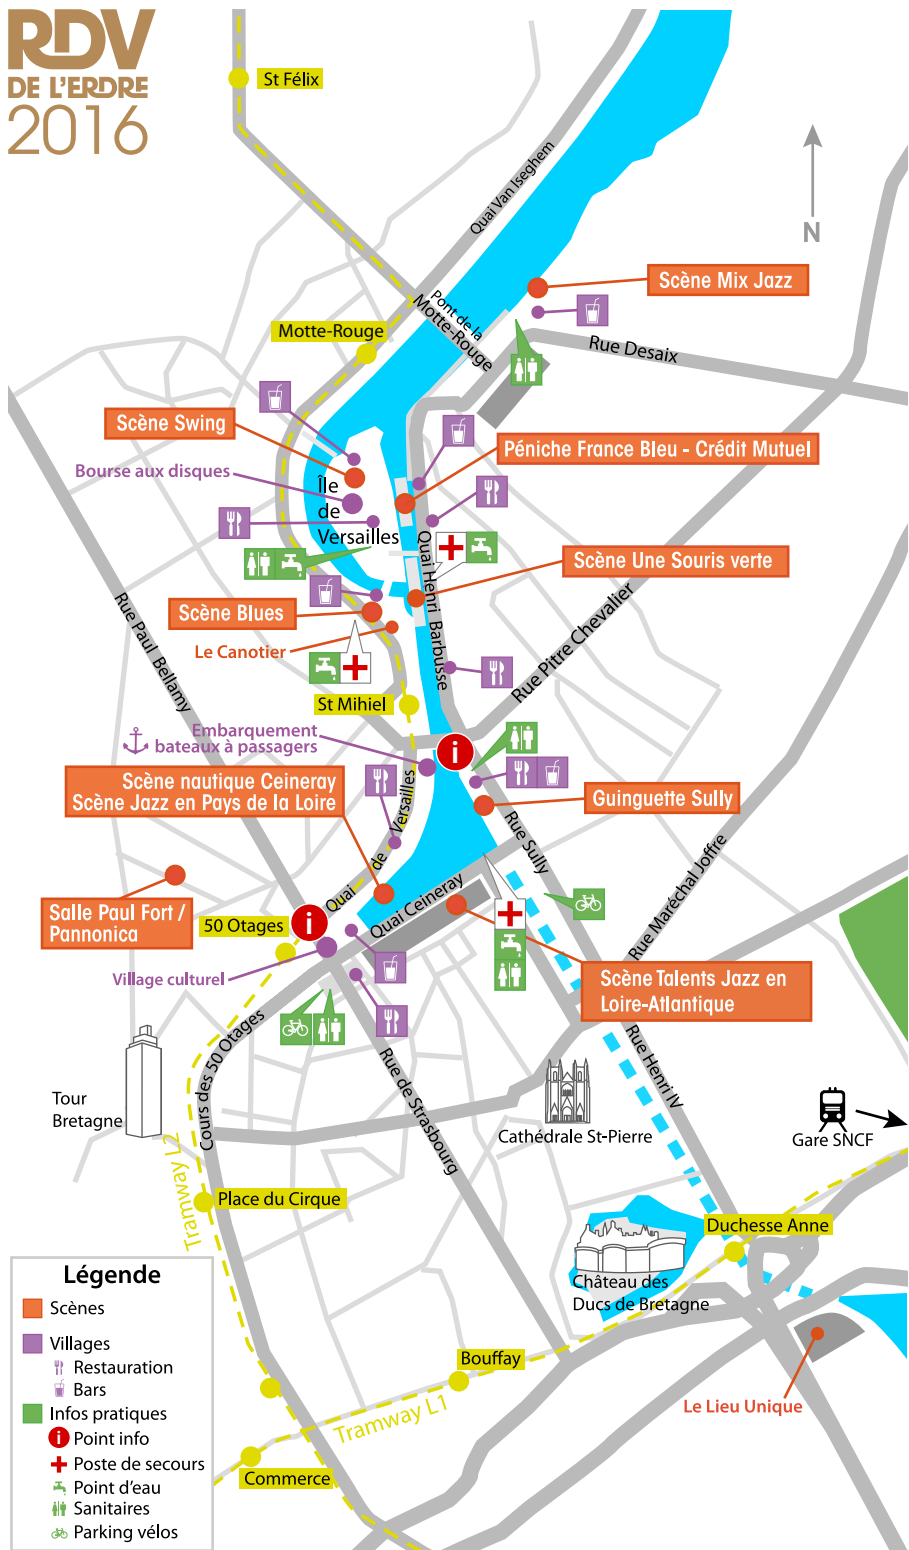 RDV
DE L'ERDRE
2016
St Félix
Quai Van Iseghem
N
Scène Mix Jazz
Pont de la
Motte-Rouge
Motte-Rouge
Rue Desaix
Scène Swing
Péniche France Bleu - Crédit Mutuel
Bourse aux disques
Île
de
Versailles
Quai Henri Barbusse
Scène Une Souris verte
Rue Paul Bellamy
Scène Blues
Le Canotier
Rue Pitre Chevalier
St Mihiel
Embarquement
bateaux à passagers
i
Scène nautique Ceineray
Scène Jazz en Pays de la Loire
Guinguette Sully
Quai de Versailles
Rue Sully
Rue Maréchal Joffre
Salle Paul Fort /
Pannonica
50 Otages
i
Quai Ceineray
Village culturel
Scène Talents Jazz en
Loire-Atlantique
Cours des 50 Otages
Rue de Strasbourg
Rue Henri IV
Tour
Bretagne
Cathédrale St-Pierre
Gare SNCF
Tramway L2
Place du Cirque
Duchesse Anne
Château des
Ducs de Bretagne
Bouffay
Tramway L1
Le Lieu Unique
Commerce
Légende
Scènes
Villages
Restauration
Bars
Infos pratiques
i Point info
Poste de secours
Point d'eau
Sanitaires
Parking vélos